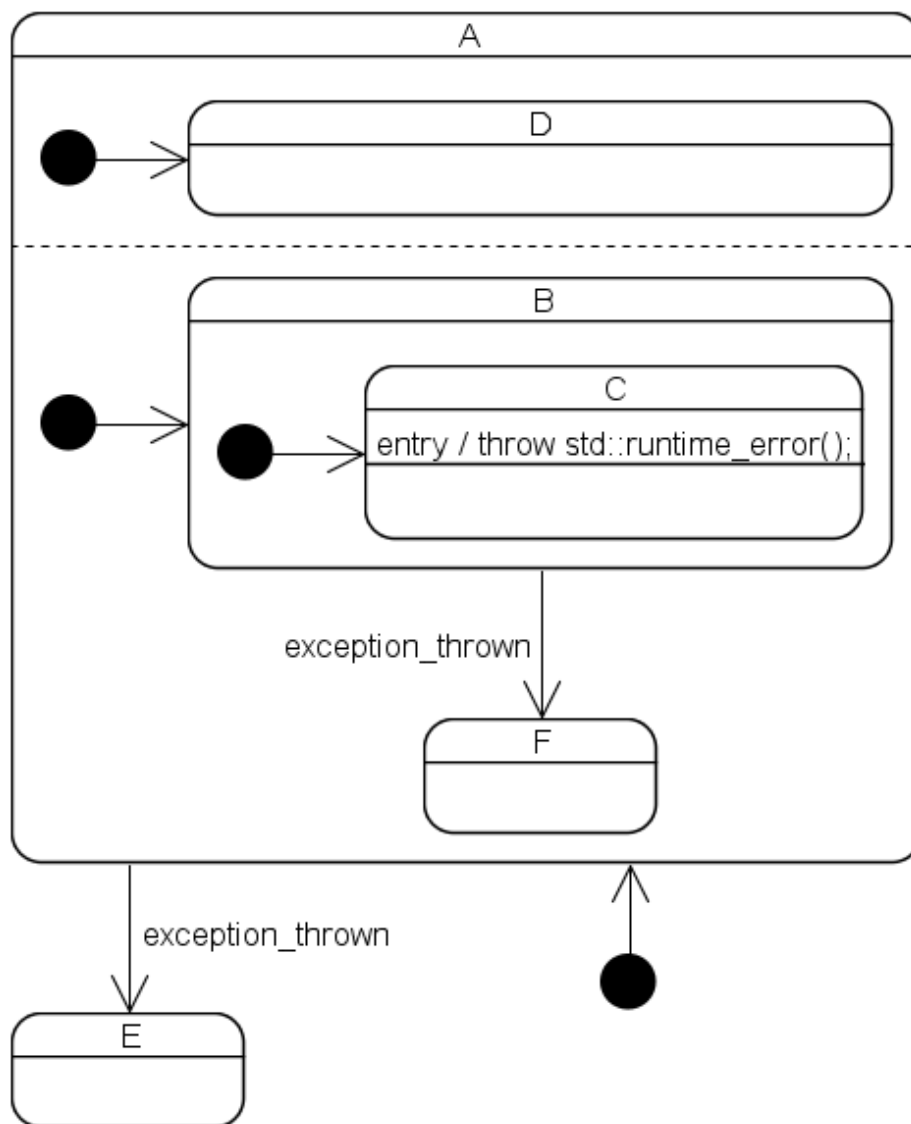 A
D
B
C
entry / throw std::runtime_error();
exception_thrown
F
exception_thrown
E